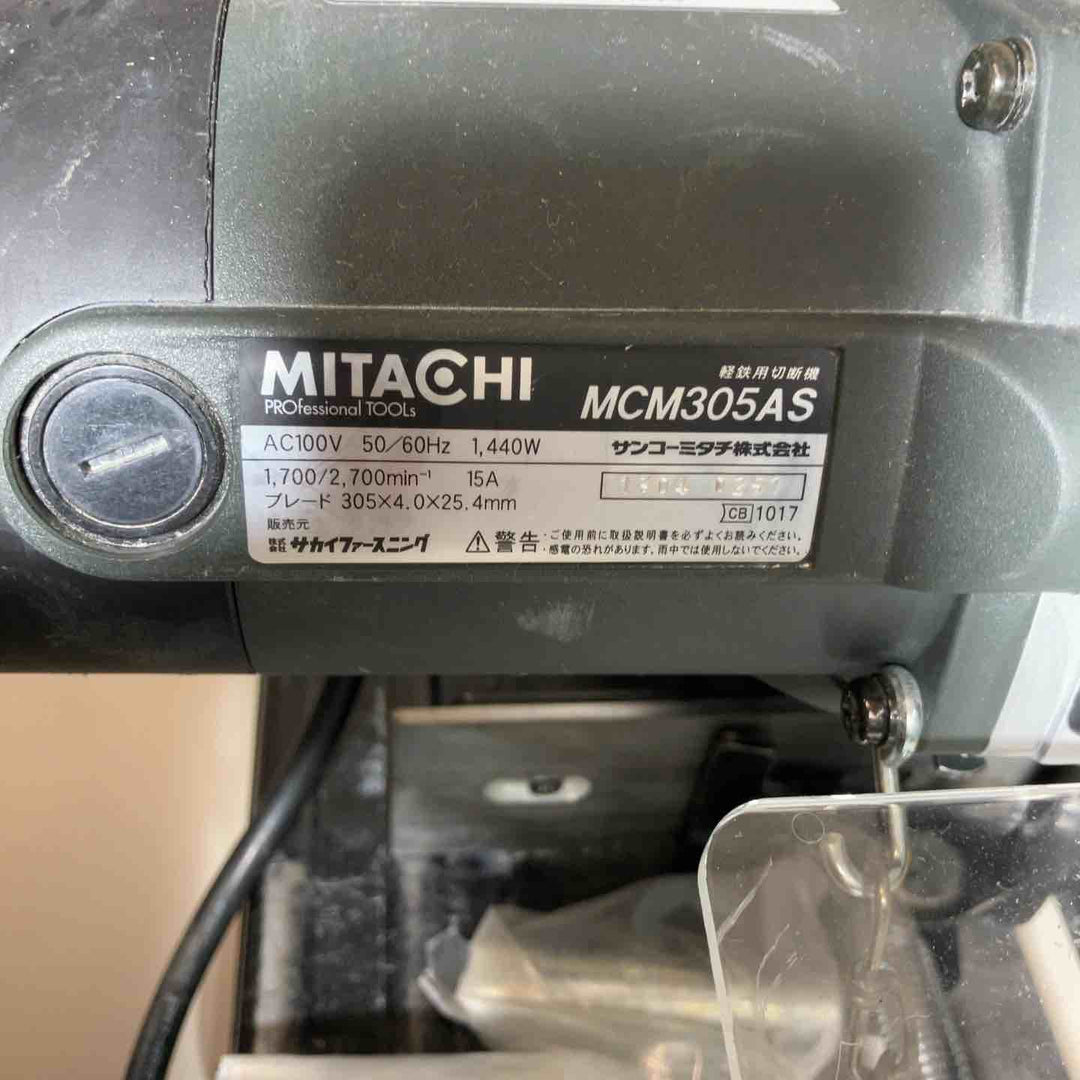 MITACHI
PROfessional TOOLs
軽鉄用切断機
MCM305AS
AC100V 50/60Hz 1,440W
サンコーミタチ株式会社
1,700/2,700min⁻¹ 15A
ブレード 305×4.0×25.4mm
CB 1017
販売元
株式会社 サカイファースニング
⚠警告
・ご使用前に取扱説明書を必ずよくお読みください。
・感電の恐れがあります。雨中では使用しないでください。